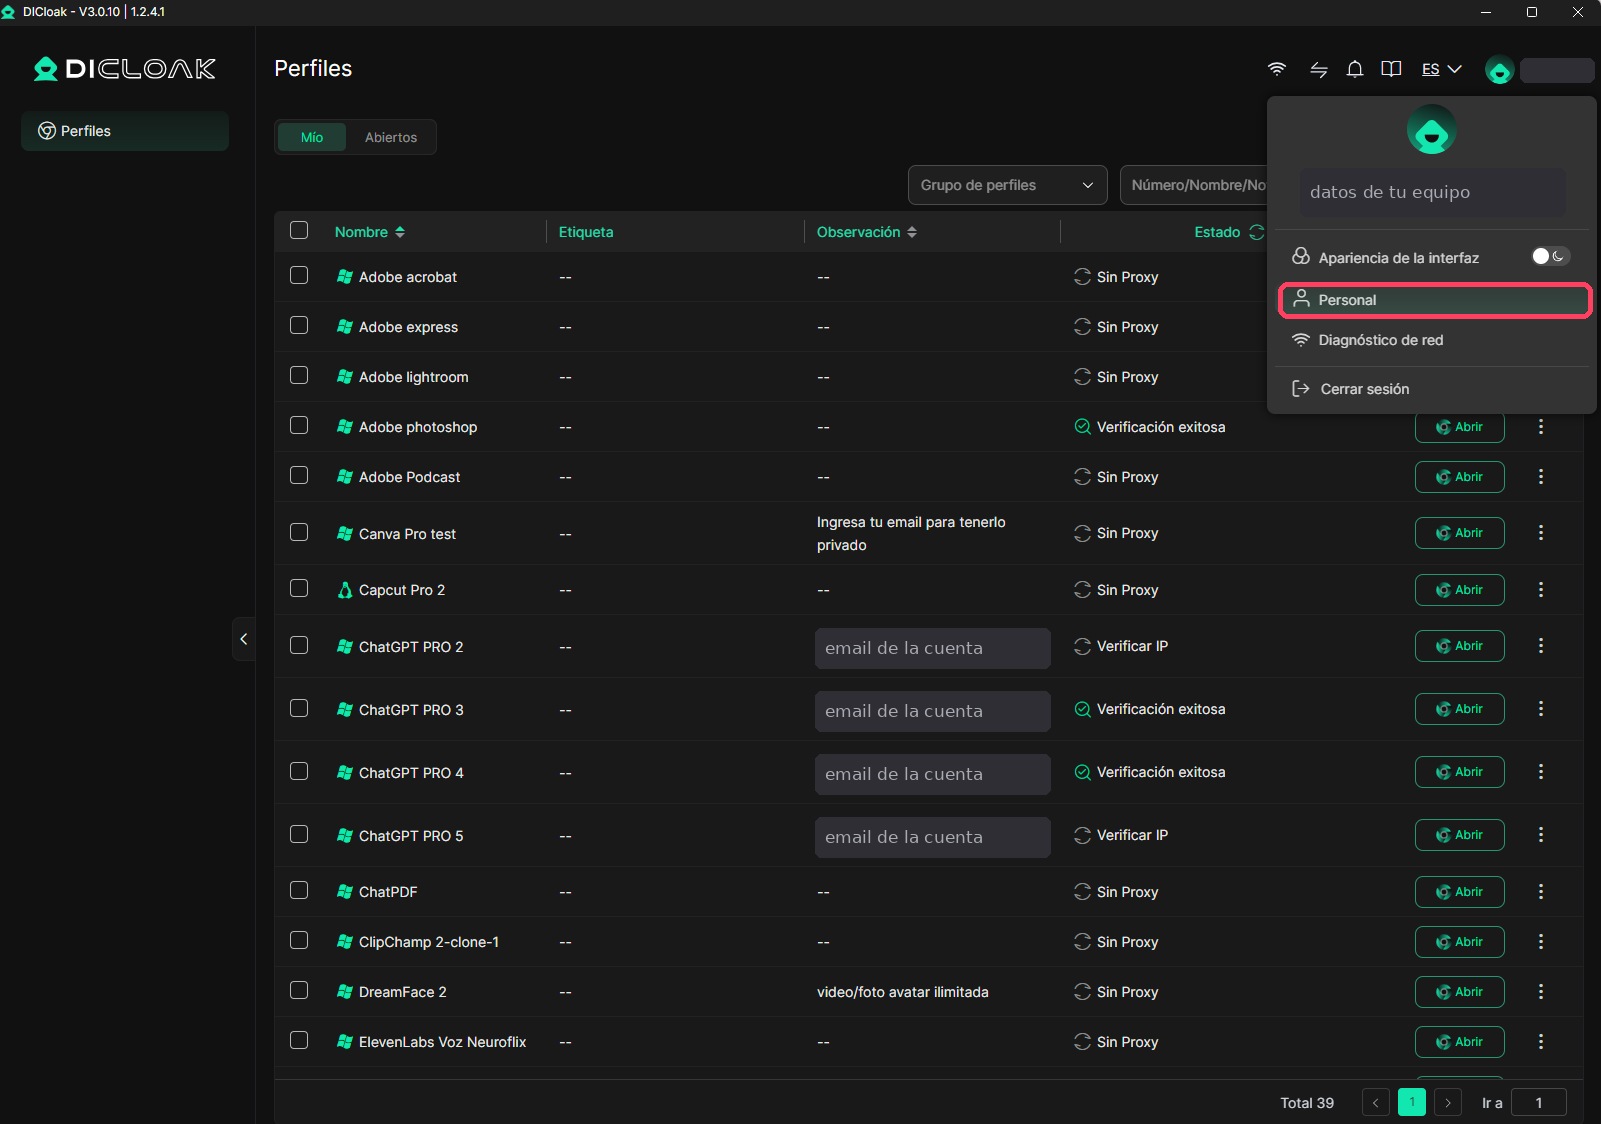 DICloak - V3.0.10 | 1.2.4.1
DICLOAK
Perfiles
Perfiles
ES
Mío
Abiertos
Grupo de perfiles
Número/Nombre/No
datos de tu equipo
Apariencia de la interfaz
Personal
Diagnóstico de red
Cerrar sesión
Nombre
Etiqueta
Observación
Estado
Adobe acrobat -- -- Sin Proxy
Adobe express -- -- Sin Proxy
Adobe lightroom -- -- Sin Proxy
Adobe photoshop -- -- Verificación exitosa Abrir
Adobe Podcast -- -- Sin Proxy Abrir
Canva Pro test -- Ingresa tu email para tenerlo
privado Sin Proxy Abrir
Capcut Pro 2 -- -- Sin Proxy Abrir
ChatGPT PRO 2 -- email de la cuenta Verificar IP Abrir
ChatGPT PRO 3 -- email de la cuenta Verificación exitosa Abrir
ChatGPT PRO 4 -- email de la cuenta Verificación exitosa Abrir
ChatGPT PRO 5 -- email de la cuenta Verificar IP Abrir
ChatPDF -- -- Sin Proxy Abrir
ClipChamp 2-clone-1 -- -- Sin Proxy Abrir
DreamFace 2 -- video/foto avatar ilimitada Sin Proxy Abrir
ElevenLabs Voz Neuroflix -- -- Sin Proxy Abrir
Total 39 < 1 > Ir a 1